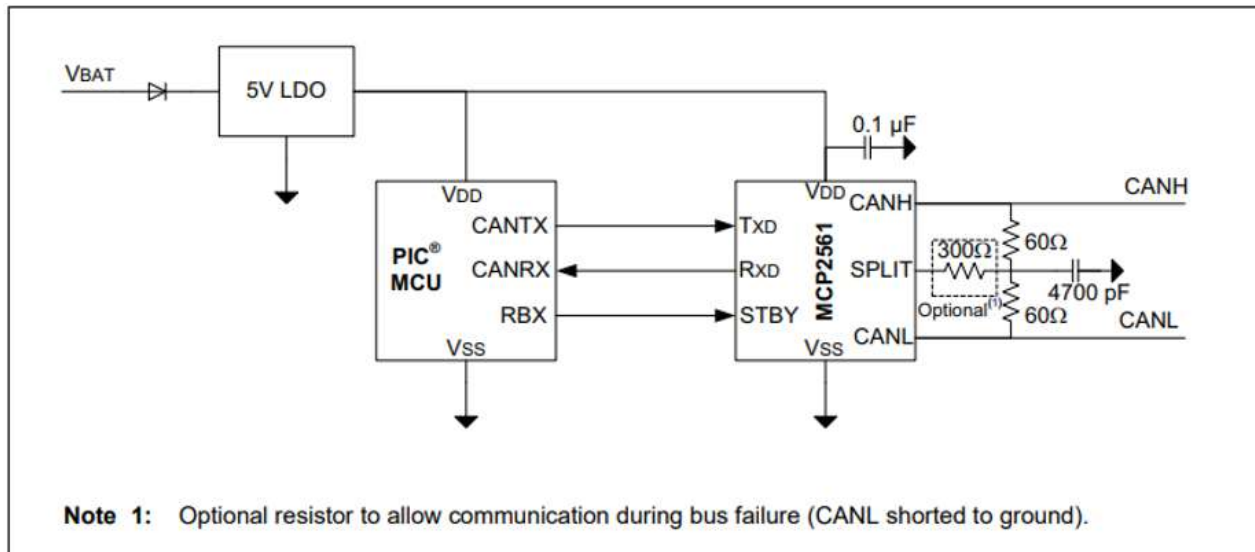 VBAT
5V LDO
0.1 µF
VDD
VDD
CANH
CANH
CANTX
TXD
60Ω
PIC®
MCU
CANRX
RXD
MCP2561
SPLIT
300Ω
4700 pF
RBX
STBY
Optional(1)
60Ω
CANL
CANL
VSS
VSS
Note 1: Optional resistor to allow communication during bus failure (CANL shorted to ground).